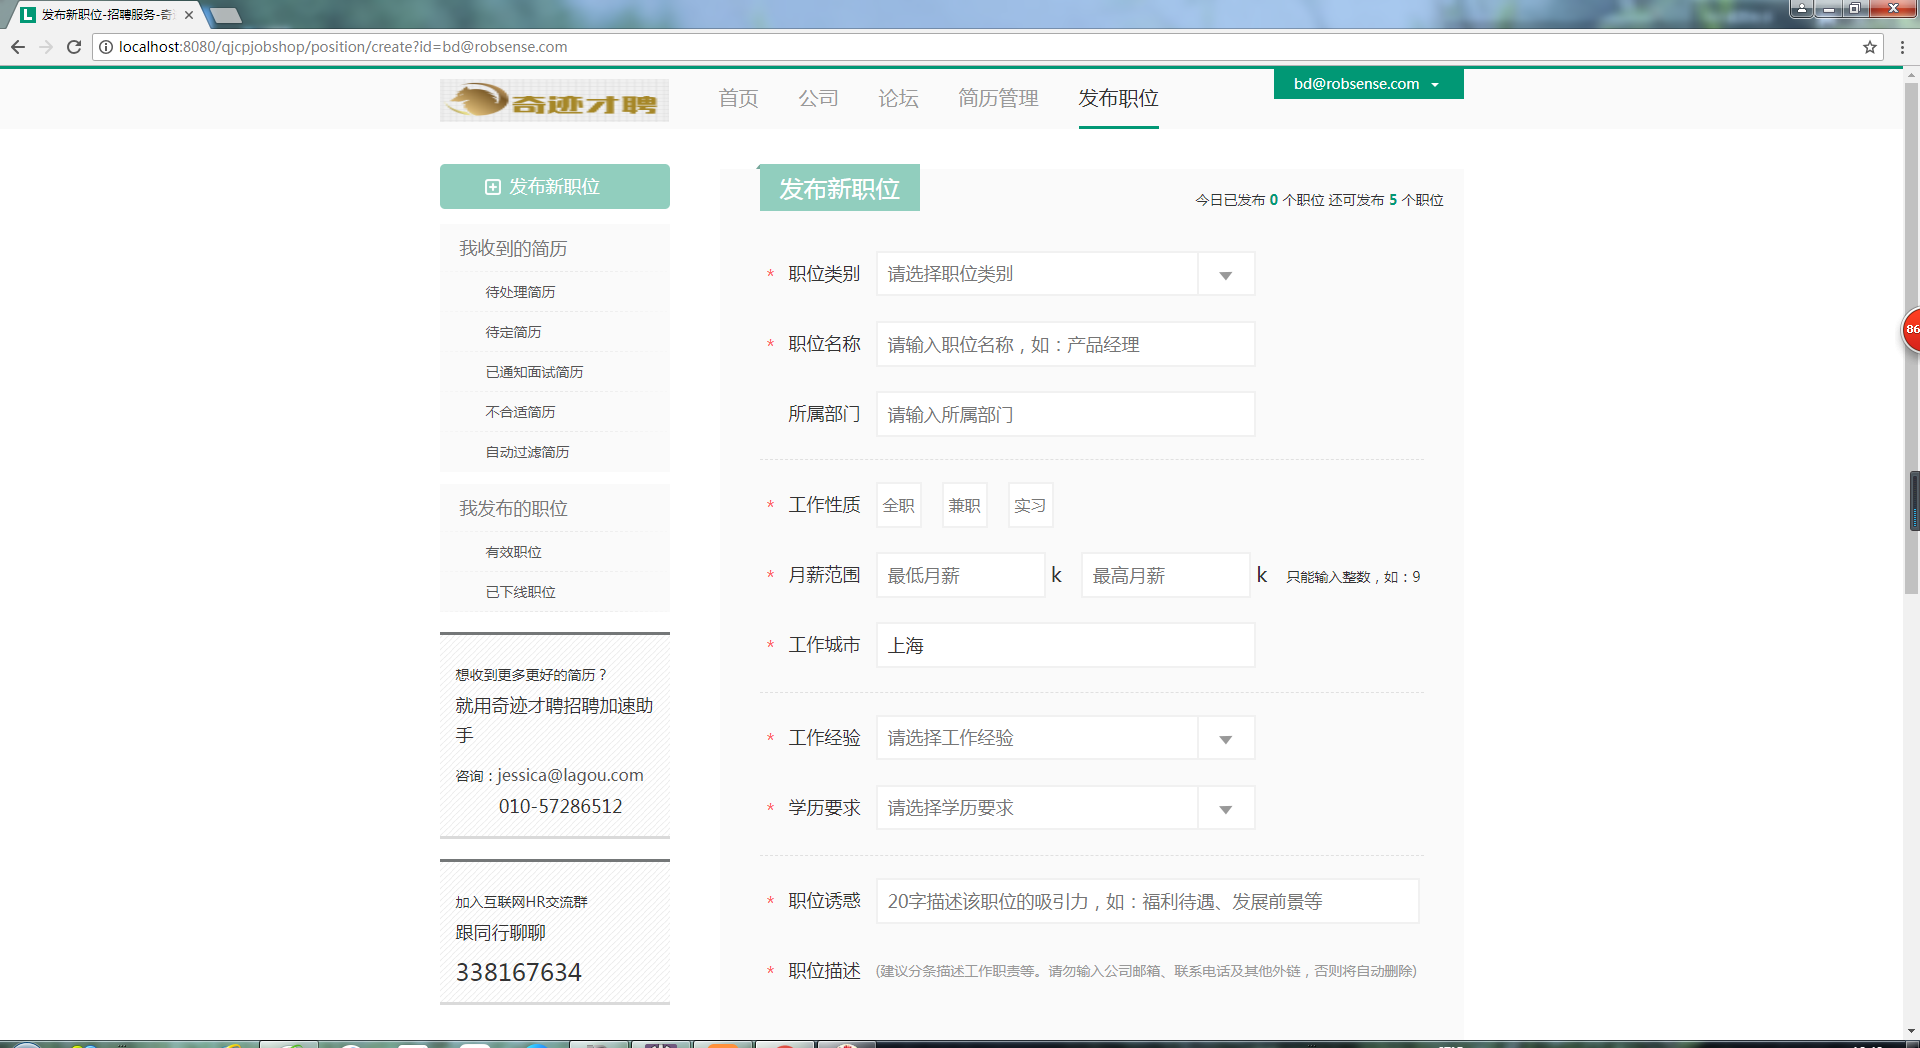 发布新职位-招聘服务-奇
localhost:8080/qjcpjobshop/position/create?id=bd@robsense.com
奇迹才聘
首页
公司
论坛
简历管理
发布职位
bd@robsense.com
发布新职位
我收到的简历
待处理简历
待定简历
已通知面试简历
不合适简历
自动过滤简历
我发布的职位
有效职位
已下线职位
想收到更多更好的简历？
就用奇迹才聘招聘加速助
手
咨询：jessica@lagou.com
010-57286512
加入互联网HR交流群
跟同行聊聊
338167634
发布新职位
今日已发布 0 个职位 还可发布 5 个职位
* 职位类别 请选择职位类别
* 职位名称 请输入职位名称，如：产品经理
所属部门 请输入所属部门
* 工作性质 全职 兼职 实习
* 月薪范围 最低月薪 k 最高月薪 k 只能输入整数，如：9
* 工作城市 上海
* 工作经验 请选择工作经验
* 学历要求 请选择学历要求
* 职位诱惑 20字描述该职位的吸引力，如：福利待遇、发展前景等
* 职位描述 (建议分条描述工作职责等。请勿输入公司邮箱、联系电话及其他外链，否则将自动删除)
86